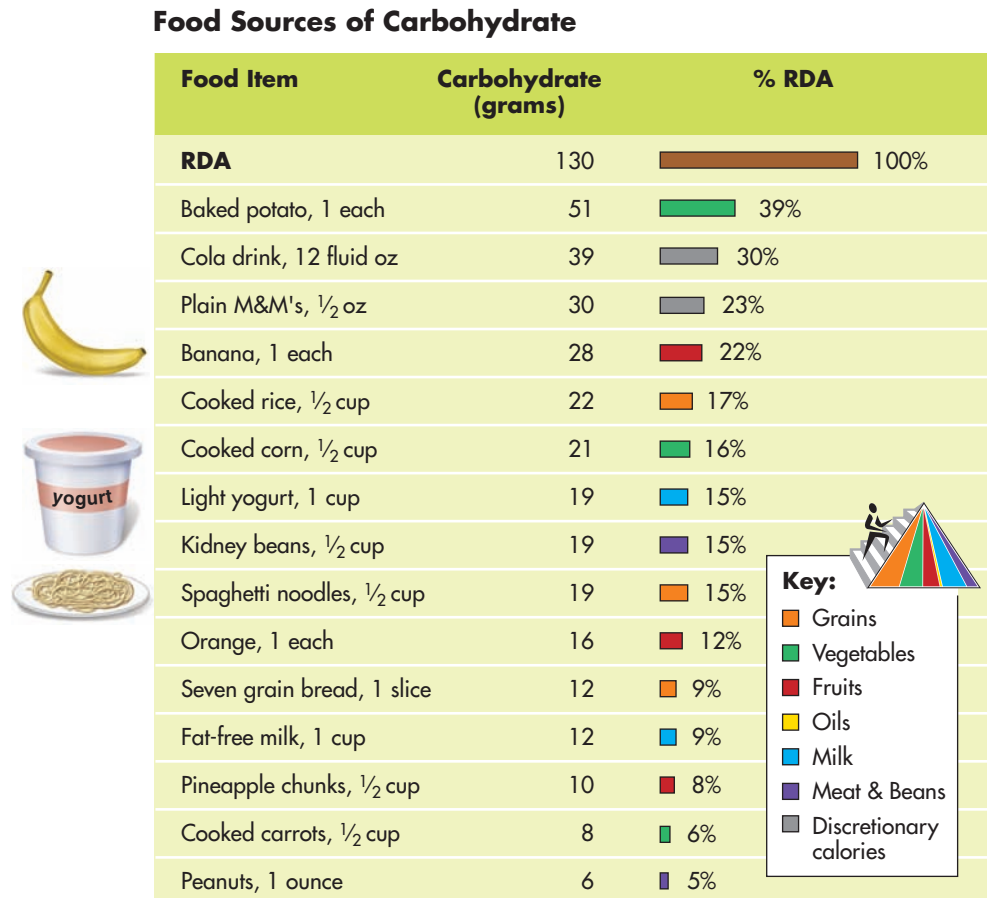 Food Sources of Carbohydrate
Food Item Carbohydrate (grams) % RDA
RDA 130 100%
Baked potato, 1 each 51 39%
Cola drink, 12 fluid oz 39 30%
Plain M&M's, ½ oz 30 23%
Banana, 1 each 28 22%
Cooked rice, ½ cup 22 17%
Cooked corn, ½ cup 21 16%
Light yogurt, 1 cup 19 15%
Kidney beans, ½ cup 19 15%
Spaghetti noodles, ½ cup 19 15%
Orange, 1 each 16 12%
Seven grain bread, 1 slice 12 9%
Fat-free milk, 1 cup 12 9%
Pineapple chunks, ½ cup 10 8%
Cooked carrots, ½ cup 8 6%
Peanuts, 1 ounce 6 5%
yogurt
Key:
Grains
Vegetables
Fruits
Oils
Milk
Meat & Beans
Discretionary
calories